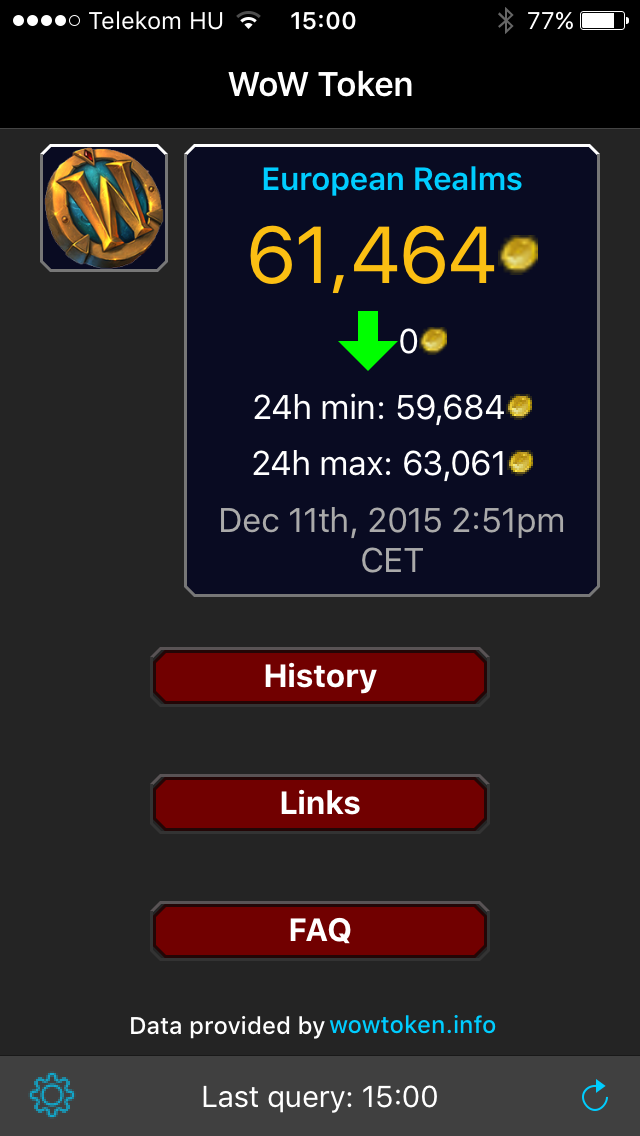 Telekom HU 15:00 77%
WoW Token
European Realms
61,464
0
24h min: 59,684
24h max: 63,061
Dec 11th, 2015 2:51pm
CET
History
Links
FAQ
Data provided by wowtoken.info
Last query: 15:00